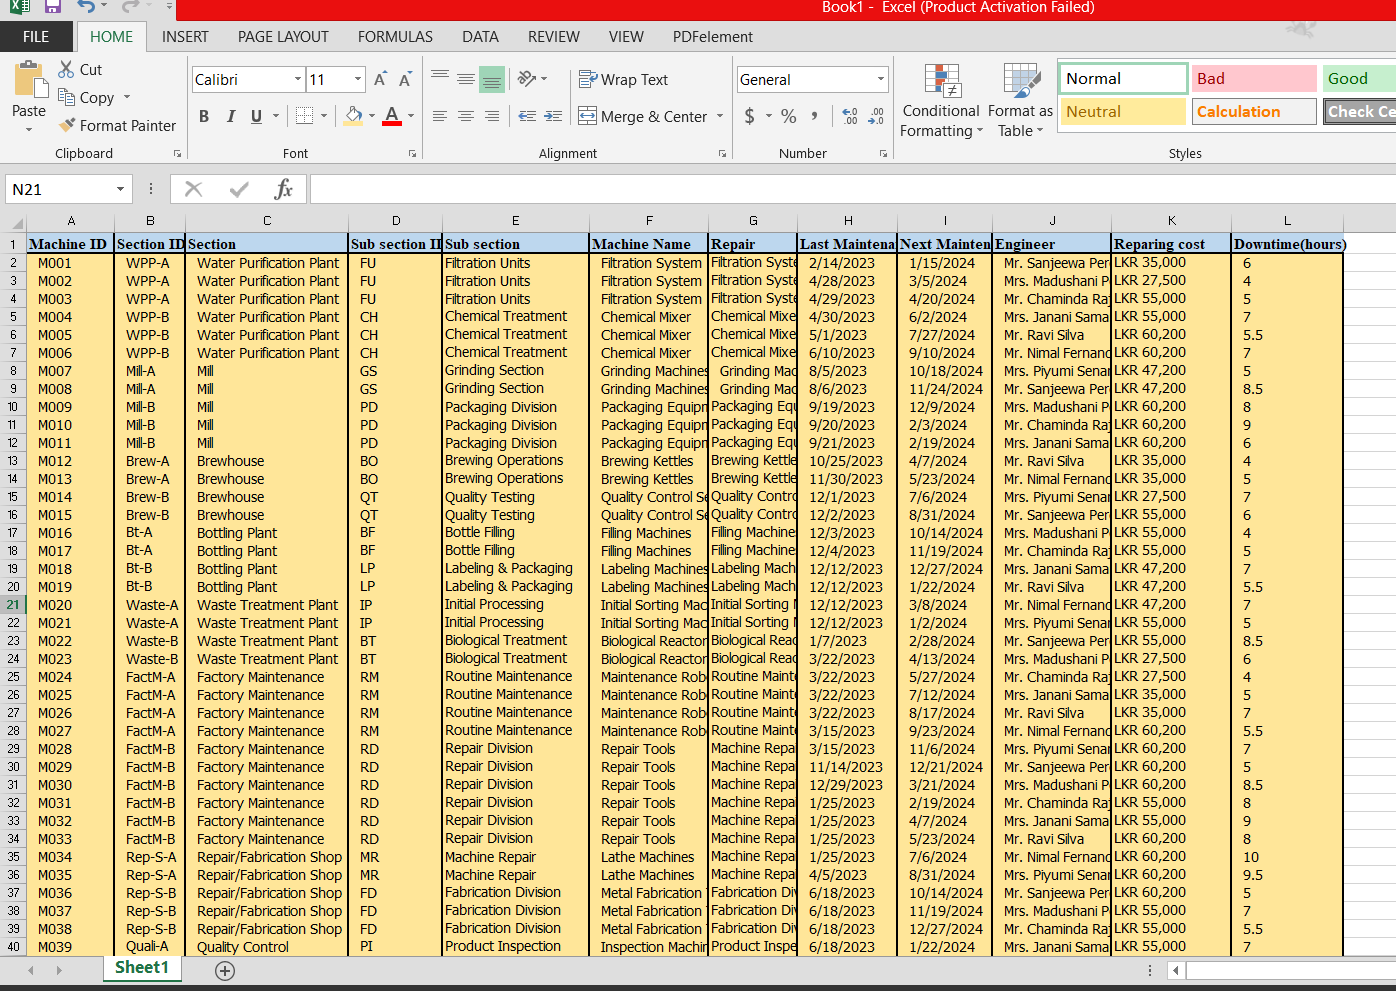 Book1 - Excel (Product Activation Failed)
FILE HOME INSERT PAGE LAYOUT FORMULAS DATA REVIEW VIEW PDFelement
Cut
Copy
Format Painter
Paste
Clipboard
Calibri 11
B I U
Font
Wrap Text
Merge & Center
Alignment
General
$ % ,
Number
Conditional Formatting
Format as Table
Normal Bad Good
Neutral Calculation Check Ce
Styles
N21 fx
A B C D E F G H I J K L
1 Machine ID Section ID Section Sub section II Sub section Machine Name Repair Last Maintena Next Mainten Engineer Reparing cost Downtime(hours)
2 M001 WPP-A Water Purification Plant FU Filtration Units Filtration System Filtration Syste 2/14/2023 1/15/2024 Mr. Sanjeewa Per LKR 35,000 6
3 M002 WPP-A Water Purification Plant FU Filtration Units Filtration System Filtration Syste 4/28/2023 3/5/2024 Mrs. Madushani P LKR 27,500 4
4 M003 WPP-A Water Purification Plant FU Filtration Units Filtration System Filtration Syste 4/29/2023 4/20/2024 Mr. Chaminda Raj LKR 55,000 5
5 M004 WPP-B Water Purification Plant CH Chemical Treatment Chemical Mixer Chemical Mixe 4/30/2023 6/2/2024 Mrs. Janani Sama LKR 55,000 7
6 M005 WPP-B Water Purification Plant CH Chemical Treatment Chemical Mixer Chemical Mixe 5/1/2023 7/27/2024 Mr. Ravi Silva LKR 60,200 5.5
7 M006 WPP-B Water Purification Plant CH Chemical Treatment Chemical Mixer Chemical Mixe 6/10/2023 9/10/2024 Mr. Nimal Fernand LKR 60,200 7
8 M007 Mill-A Mill GS Grinding Section Grinding Machines Grinding Mac 8/5/2023 10/18/2024 Mrs. Piyumi Senar LKR 47,200 5
9 M008 Mill-A Mill GS Grinding Section Grinding Machines Grinding Mac 8/6/2023 11/24/2024 Mr. Sanjeewa Per LKR 47,200 8.5
10 M009 Mill-B Mill PD Packaging Division Packaging Equipm Packaging Equ 9/19/2023 12/9/2024 Mrs. Madushani P LKR 60,200 8
11 M010 Mill-B Mill PD Packaging Division Packaging Equipm Packaging Equ 9/20/2023 2/3/2024 Mr. Chaminda Raj LKR 60,200 9
12 M011 Mill-B Mill PD Packaging Division Packaging Equipm Packaging Equ 9/21/2023 2/19/2024 Mrs. Janani Sama LKR 60,200 6
13 M012 Brew-A Brewhouse BO Brewing Operations Brewing Kettles Brewing Kettle 10/25/2023 4/7/2024 Mr. Ravi Silva LKR 35,000 4
14 M013 Brew-A Brewhouse BO Brewing Operations Brewing Kettles Brewing Kettle 11/30/2023 5/23/2024 Mr. Nimal Fernand LKR 35,000 5
15 M014 Brew-B Brewhouse QT Quality Testing Quality Control Se Quality Contro 12/1/2023 7/6/2024 Mrs. Piyumi Senar LKR 27,500 7
16 M015 Brew-B Brewhouse QT Quality Testing Quality Control Se Quality Contro 12/2/2023 8/31/2024 Mr. Sanjeewa Per LKR 55,000 6
17 M016 Bt-A Bottling Plant BF Bottle Filling Filling Machines Filling Machine 12/3/2023 10/14/2024 Mrs. Madushani P LKR 55,000 4
18 M017 Bt-A Bottling Plant BF Bottle Filling Filling Machines Filling Machine 12/4/2023 11/19/2024 Mr. Chaminda Raj LKR 55,000 5
19 M018 Bt-B Bottling Plant LP Labeling & Packaging Labeling Machines Labeling Mach 12/12/2023 12/27/2024 Mrs. Janani Sama LKR 47,200 7
20 M019 Bt-B Bottling Plant LP Labeling & Packaging Labeling Machines Labeling Mach 12/12/2023 1/22/2024 Mr. Ravi Silva LKR 47,200 5.5
21 M020 Waste-A Waste Treatment Plant IP Initial Processing Initial Sorting Mac Initial Sorting M 12/12/2023 3/8/2024 Mr. Nimal Fernand LKR 47,200 7
22 M021 Waste-A Waste Treatment Plant IP Initial Processing Initial Sorting Mac Initial Sorting M 12/12/2023 1/2/2024 Mrs. Piyumi Senar LKR 55,000 5
23 M022 Waste-B Waste Treatment Plant BT Biological Treatment Biological Reactor Biological Reac 1/7/2023 2/28/2024 Mr. Sanjeewa Per LKR 55,000 8.5
24 M023 Waste-B Waste Treatment Plant BT Biological Treatment Biological Reactor Biological Reac 3/22/2023 4/13/2024 Mrs. Madushani P LKR 27,500 6
25 M024 FactM-A Factory Maintenance RM Routine Maintenance Maintenance Rob Routine Maint 3/22/2023 5/27/2024 Mr. Chaminda Raj LKR 27,500 4
26 M025 FactM-A Factory Maintenance RM Routine Maintenance Maintenance Rob Routine Maint 3/22/2023 7/12/2024 Mrs. Janani Sama LKR 35,000 5
27 M026 FactM-A Factory Maintenance RM Routine Maintenance Maintenance Rob Routine Maint 3/22/2023 8/17/2024 Mr. Ravi Silva LKR 35,000 7
28 M027 FactM-A Factory Maintenance RM Routine Maintenance Maintenance Rob Routine Maint 3/15/2023 9/23/2024 Mr. Nimal Fernand LKR 60,200 5.5
29 M028 FactM-B Factory Maintenance RD Repair Division Repair Tools Machine Repa 3/15/2023 11/6/2024 Mrs. Piyumi Senar LKR 60,200 7
30 M029 FactM-B Factory Maintenance RD Repair Division Repair Tools Machine Repa 11/14/2023 12/21/2024 Mr. Sanjeewa Per LKR 60,200 5
31 M030 FactM-B Factory Maintenance RD Repair Division Repair Tools Machine Repa 12/29/2023 3/21/2024 Mrs. Madushani P LKR 60,200 8.5
32 M031 FactM-B Factory Maintenance RD Repair Division Repair Tools Machine Repa 1/25/2023 2/19/2024 Mr. Chaminda Raj LKR 55,000 8
33 M032 FactM-B Factory Maintenance RD Repair Division Repair Tools Machine Repa 1/25/2023 4/7/2024 Mrs. Janani Sama LKR 55,000 9
34 M033 FactM-B Factory Maintenance RD Repair Division Repair Tools Machine Repa 1/25/2023 5/23/2024 Mr. Ravi Silva LKR 60,200 8
35 M034 Rep-S-A Repair/Fabrication Shop MR Machine Repair Lathe Machines Machine Repa 1/25/2023 7/6/2024 Mr. Nimal Fernand LKR 60,200 10
36 M035 Rep-S-A Repair/Fabrication Shop MR Machine Repair Lathe Machines Machine Repa 4/5/2023 8/31/2024 Mrs. Piyumi Senar LKR 60,200 9.5
37 M036 Rep-S-B Repair/Fabrication Shop FD Fabrication Division Metal Fabrication Fabrication Div 6/18/2023 10/14/2024 Mr. Sanjeewa Per LKR 60,200 5
38 M037 Rep-S-B Repair/Fabrication Shop FD Fabrication Division Metal Fabrication Fabrication Div 6/18/2023 11/19/2024 Mrs. Madushani P LKR 55,000 7
39 M038 Rep-S-B Repair/Fabrication Shop FD Fabrication Division Metal Fabrication Fabrication Div 6/18/2023 12/27/2024 Mr. Chaminda Raj LKR 55,000 5.5
40 M039 Quali-A Quality Control PI Product Inspection Inspection Machin Product Inspe 6/18/2023 1/22/2024 Mrs. Janani Sama LKR 55,000 7
Sheet1